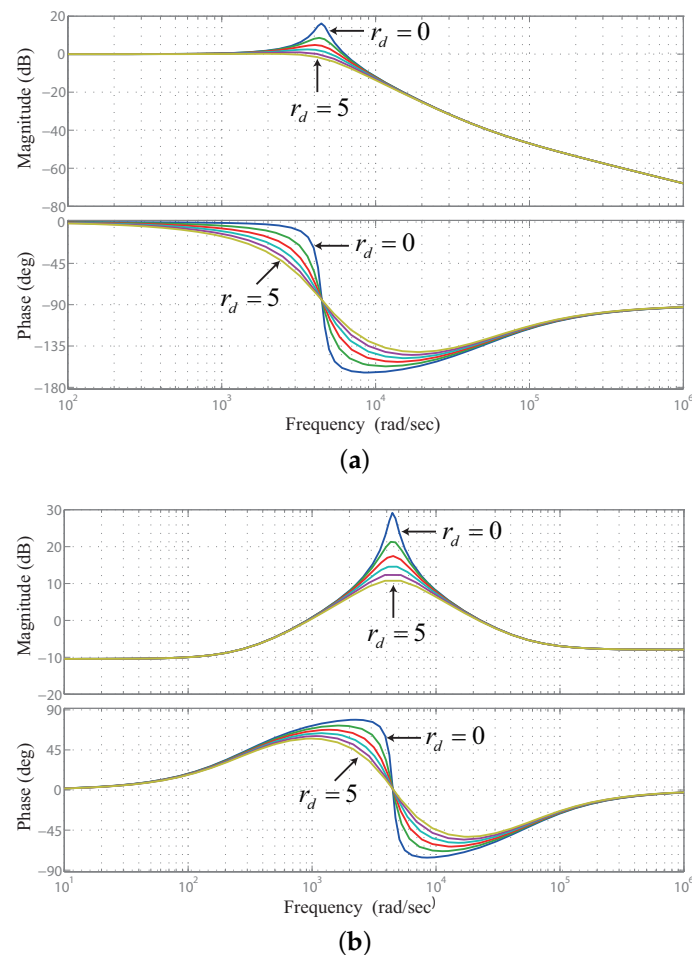 20
0
−20
−40
−60
−80
Magnitude (dB)
r_d = 0
r_d = 5
0
−45
−90
−135
−180
Phase (deg)
r_d = 0
r_d = 5
10^2
10^3
10^4
10^5
10^6
Frequency (rad/sec)
(a)
30
20
10
0
−10
−20
Magnitude (dB)
r_d = 0
r_d = 5
90
45
0
−45
−90
Phase (deg)
r_d = 0
r_d = 5
10^1
10^2
10^3
10^4
10^5
10^6
Frequency (rad/sec)
(b)